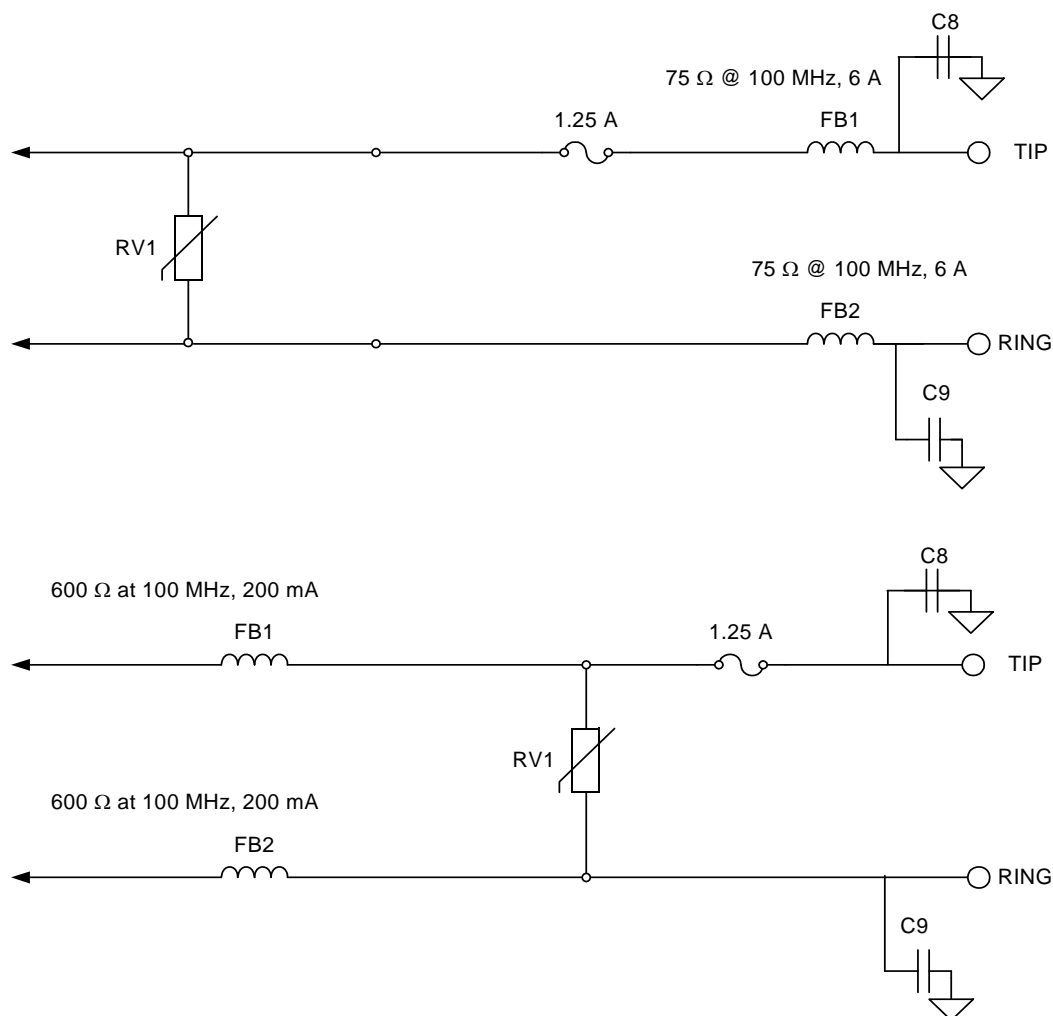 C8
75 Ω @ 100 MHz, 6 A
1.25 A
FB1
TIP
RV1
75 Ω @ 100 MHz, 6 A
FB2
RING
C9
C8
600 Ω at 100 MHz, 200 mA
FB1
1.25 A
TIP
RV1
600 Ω at 100 MHz, 200 mA
FB2
RING
C9